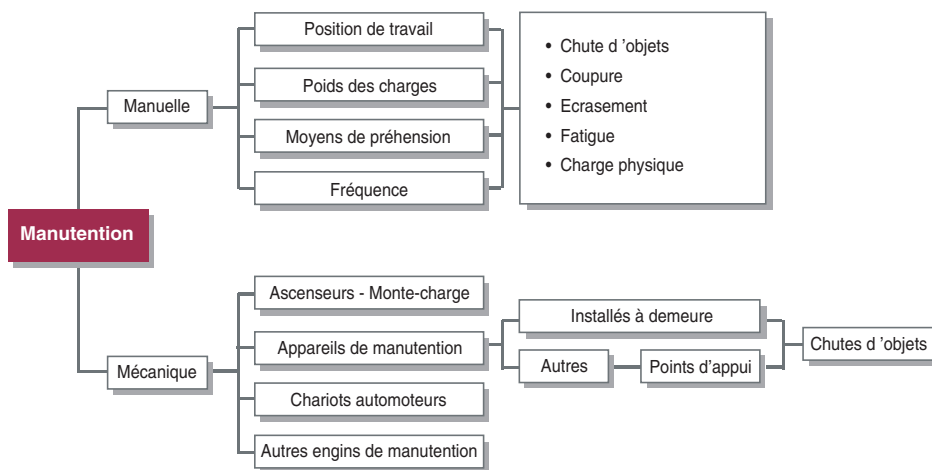 Manutention
Manuelle
Position de travail
Poids des charges
Moyens de préhension
Fréquence
• Chute d 'objets
• Coupure
• Ecrasement
• Fatigue
• Charge physique
Mécanique
Ascenseurs - Monte-charge
Appareils de manutention
Chariots automoteurs
Autres engins de manutention
Installés à demeure
Autres
Points d'appui
Chutes d 'objets